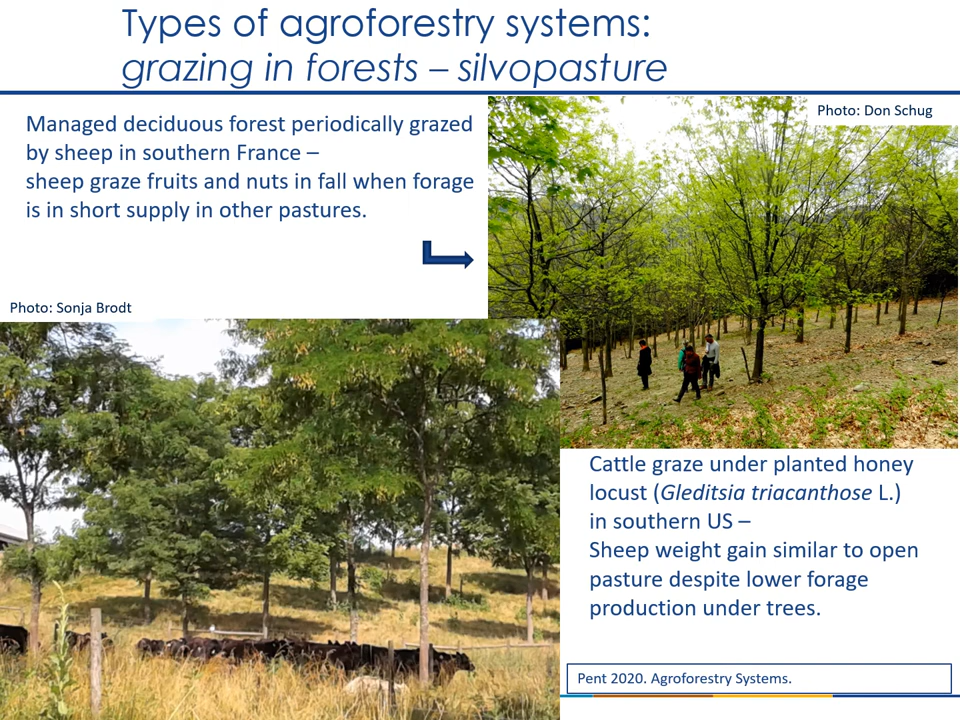 Types of agroforestry systems:
grazing in forests – silvopasture
Photo: Don Schug
Managed deciduous forest periodically grazed
by sheep in southern France –
sheep graze fruits and nuts in fall when forage
is in short supply in other pastures.
Photo: Sonja Brodt
Cattle graze under planted honey
locust (Gleditsia triacanthose L.)
in southern US –
Sheep weight gain similar to open
pasture despite lower forage
production under trees.
Pent 2020. Agroforestry Systems.